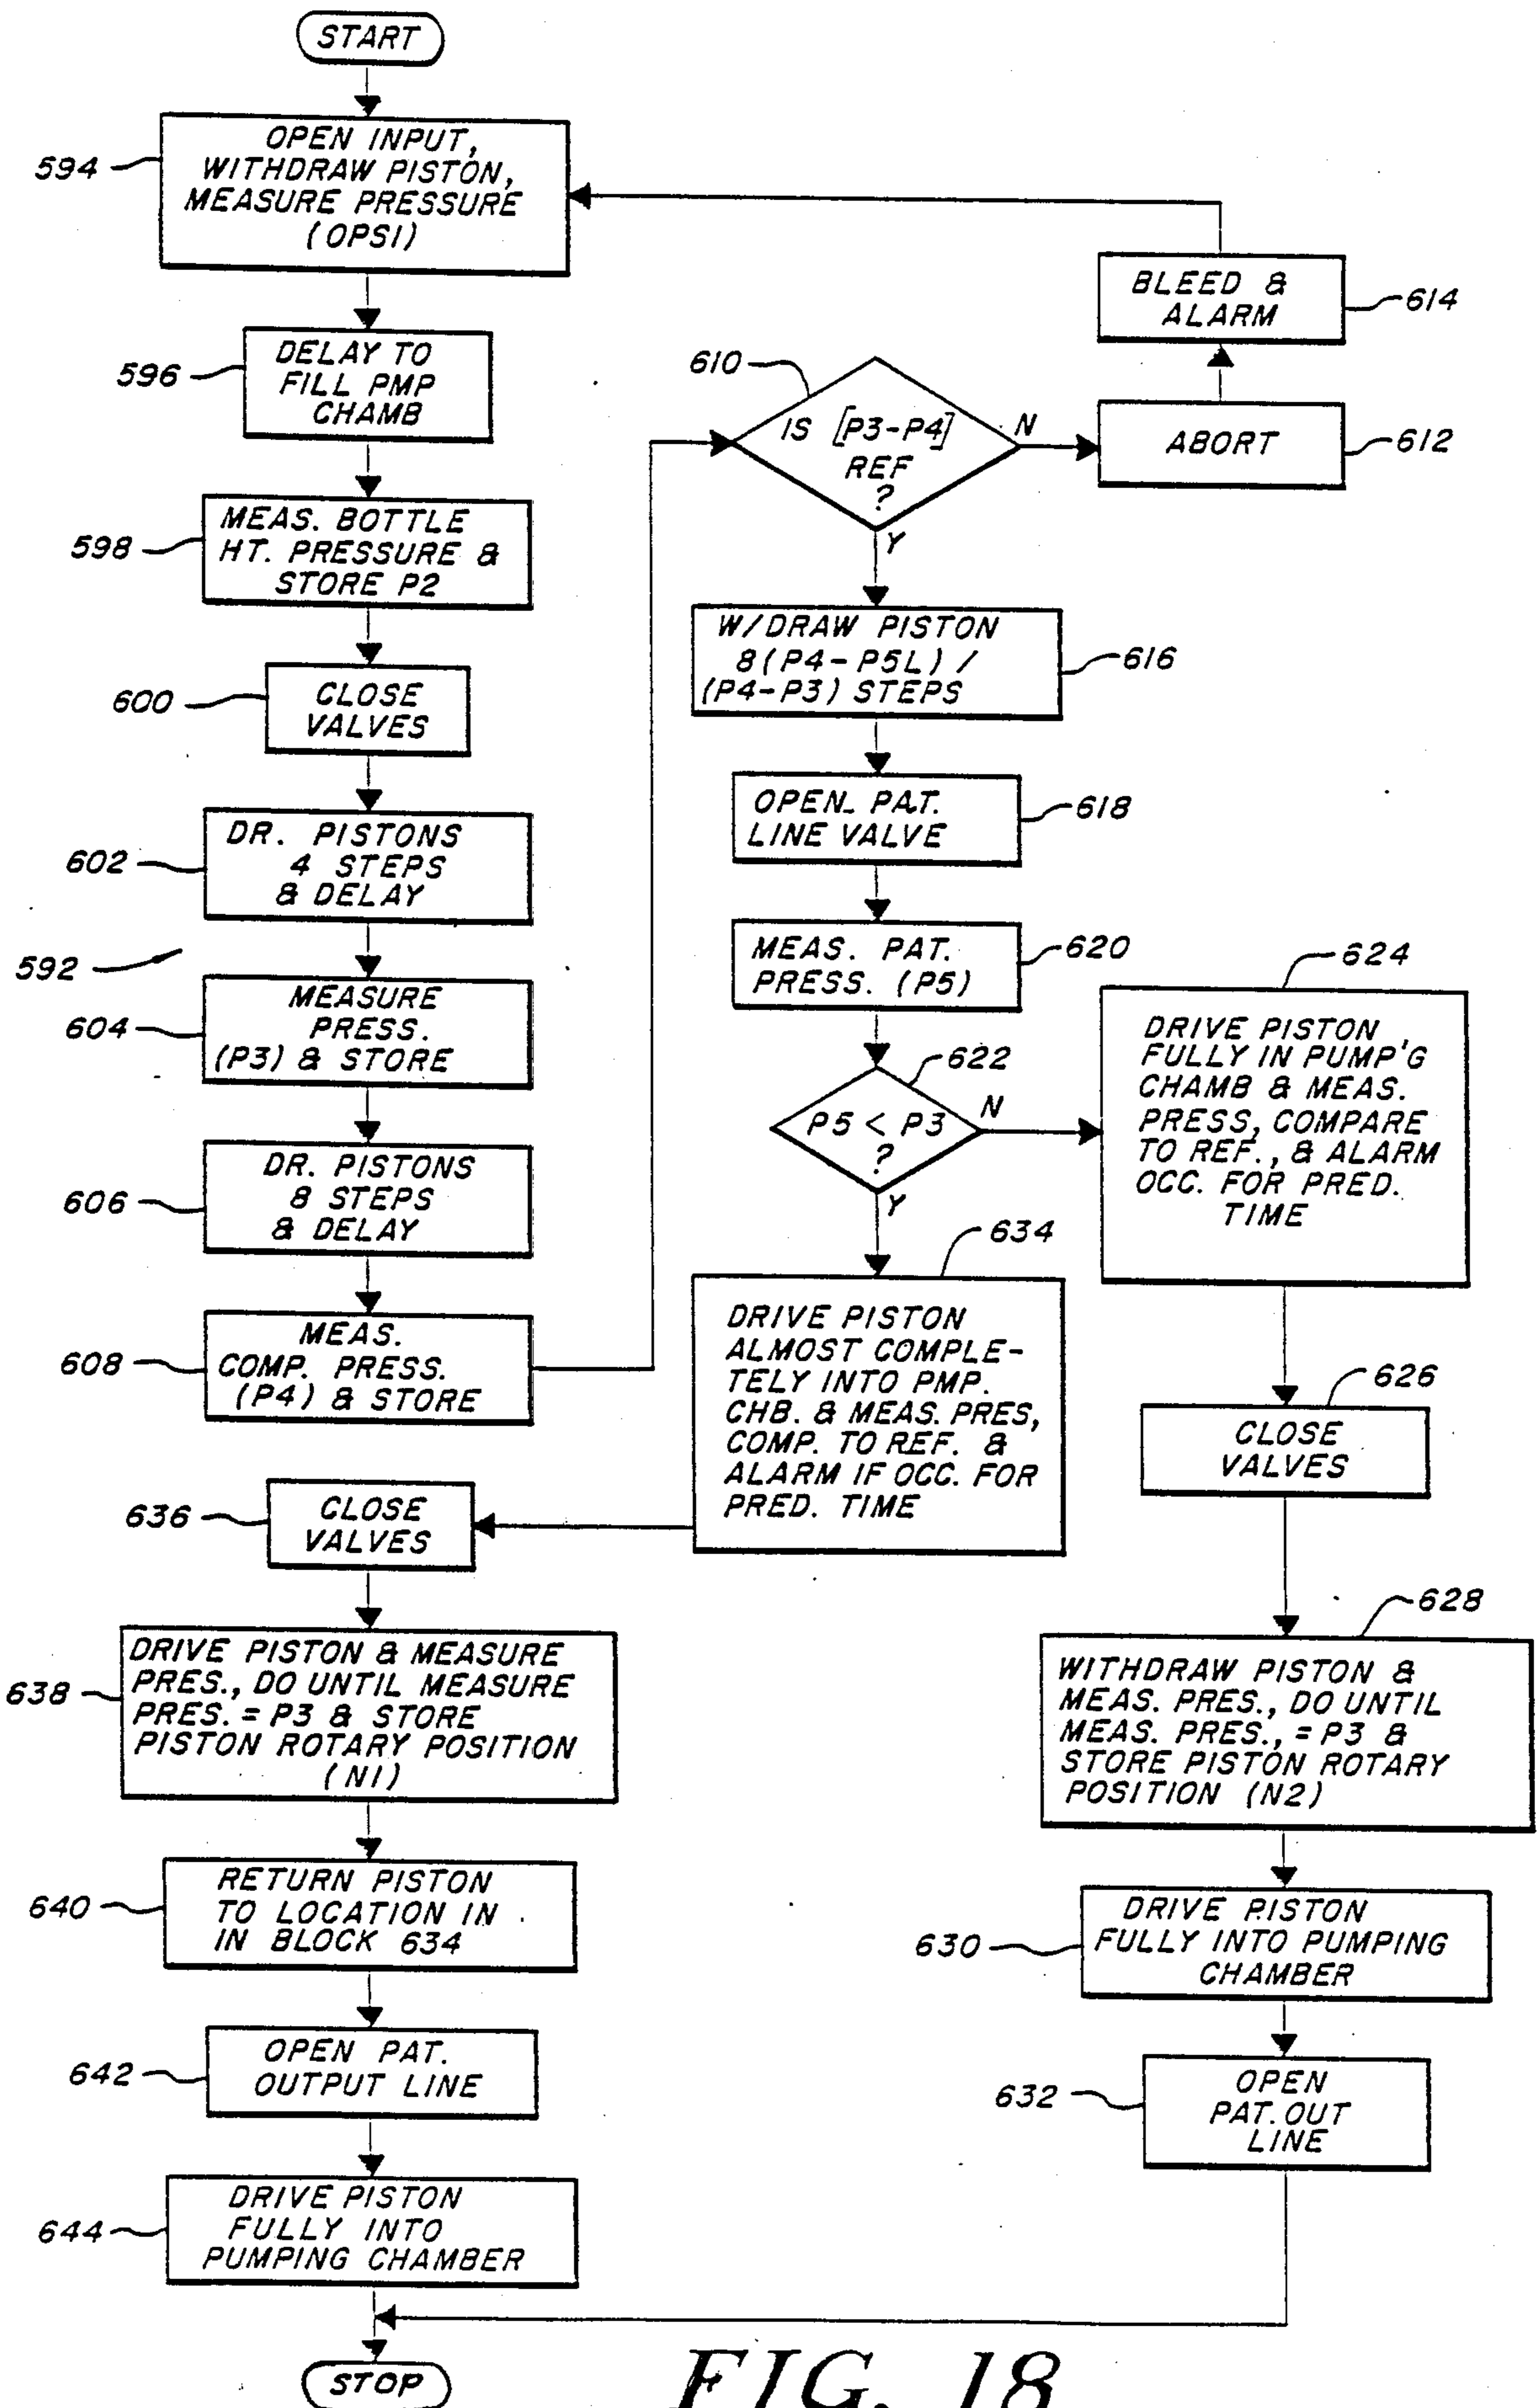 START
594
OPEN INPUT,
WITHDRAW PISTON,
MEASURE PRESSURE
(OPSI)
596
DELAY TO
FILL PMP
CHAMB
598
MEAS. BOTTLE
HT. PRESSURE &
STORE P2
600
CLOSE
VALVES
602
DR. PISTONS
4 STEPS
& DELAY
592
604
MEASURE
PRESS.
(P3) & STORE
606
DR. PISTONS
8 STEPS
& DELAY
608
MEAS.
COMP. PRESS.
(P4) & STORE
610
IS [P3-P4]
REF
?
N
Y
ABORT
612
BLEED &
ALARM
614
W/DRAW PISTON
8(P4-P5L)/
(P4-P3) STEPS
616
OPEN PAT.
LINE VALVE
618
MEAS. PAT.
PRESS. (P5)
620
622
P5 < P3
?
N
Y
624
DRIVE PISTON
FULLY IN PUMP'G
CHAMB & MEAS.
PRESS, COMPARE
TO REF., & ALARM
OCC. FOR PRED.
TIME
626
CLOSE
VALVES
628
WITHDRAW PISTON &
MEAS. PRES., DO UNTIL
MEAS. PRES., = P3 &
STORE PISTON ROTARY
POSITION (N2)
630
DRIVE PISTON
FULLY INTO PUMPING
CHAMBER
632
OPEN
PAT. OUT
LINE
634
DRIVE PISTON
ALMOST COMPLE-
TELY INTO PMP.
CHB. & MEAS. PRES,
COMP. TO REF. &
ALARM IF OCC. FOR
PRED. TIME
636
CLOSE
VALVES
638
DRIVE PISTON & MEASURE
PRES., DO UNTIL MEASURE
PRES. = P3 & STORE
PISTON ROTARY POSITION
(N1)
640
RETURN PISTON
TO LOCATION IN
IN BLOCK 634
642
OPEN PAT.
OUTPUT LINE
644
DRIVE PISTON
FULLY INTO
PUMPING CHAMBER
STOP
FIG. 18